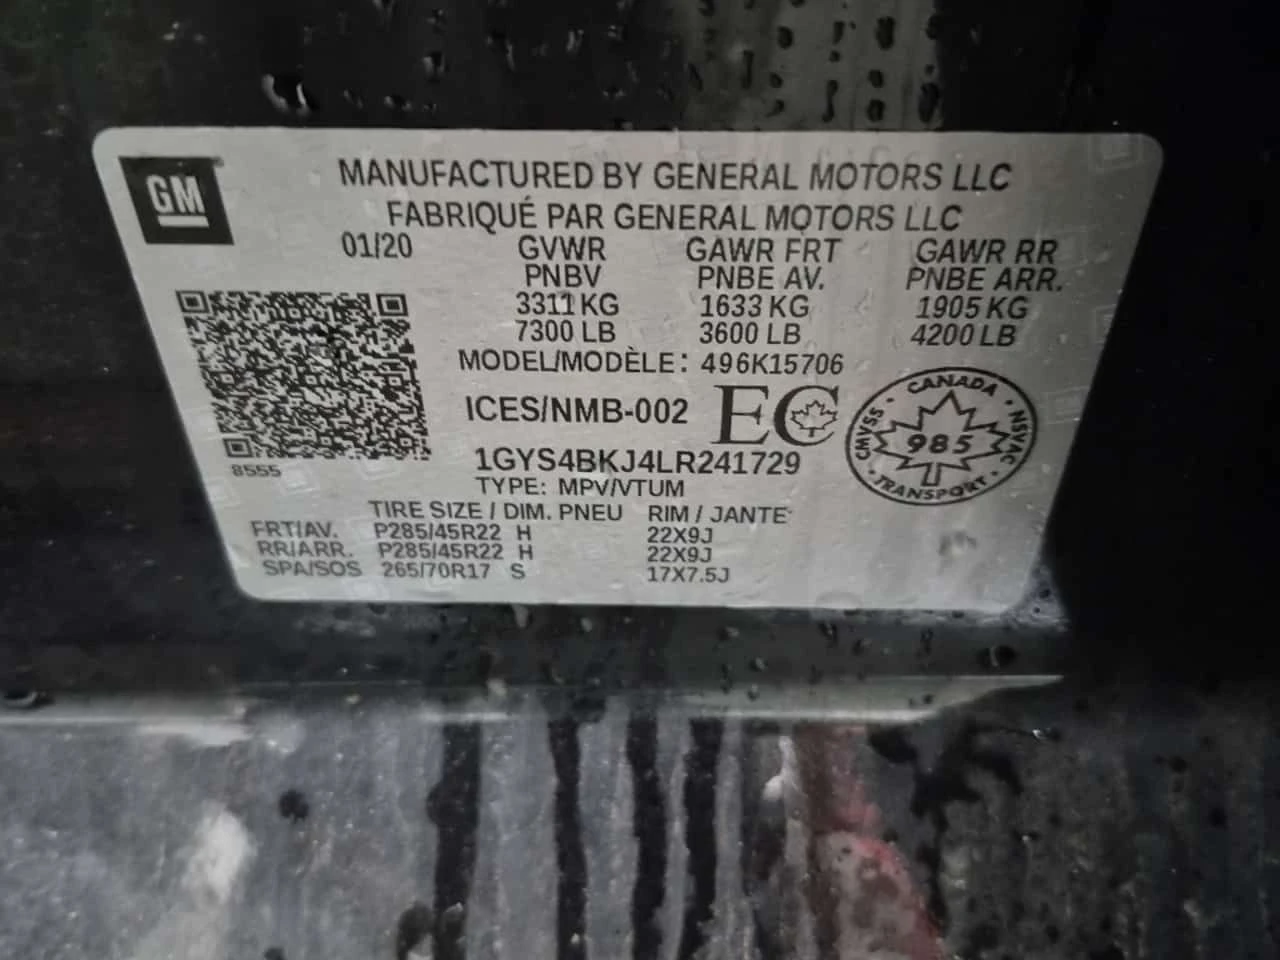 GM
MANUFACTURED BY GENERAL MOTORS LLC
FABRIQUÉ PAR GENERAL MOTORS LLC
01/20 GVWR GAWR FRT GAWR RR
PNBV PNBE AV. PNBE ARR.
3311 KG 1633 KG 1905 KG
7300 LB 3600 LB 4200 LB
MODEL/MODÈLE: 496K15706
ICES/NMB-002 EC
CANADA · NSVAC · TRANSPORT · CMVSS ·
985
1GYS4BKJ4LR241729
8555
TYPE: MPV/VTUM
TIRE SIZE / DIM. PNEU RIM / JANTE
FRT/AV. P285/45R22 H 22X9J
RR/ARR. P285/45R22 H 22X9J
SPA/SOS 265/70R17 S 17X7.5J